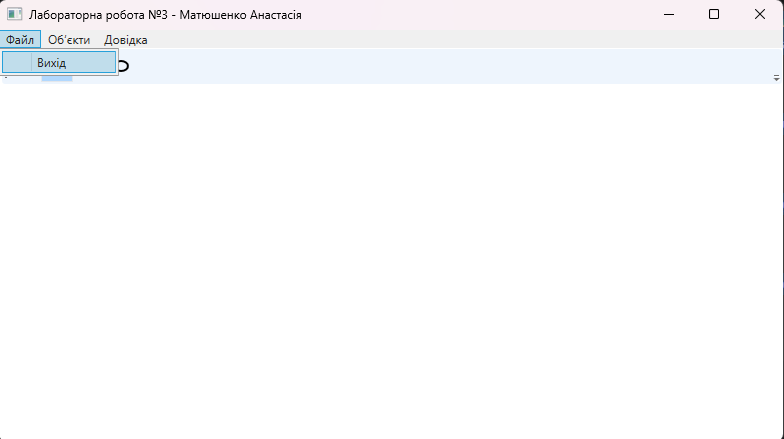 Лабораторна робота №3 - Матюшенко Анастасія
Файл Об'єкти Довідка
Вихід